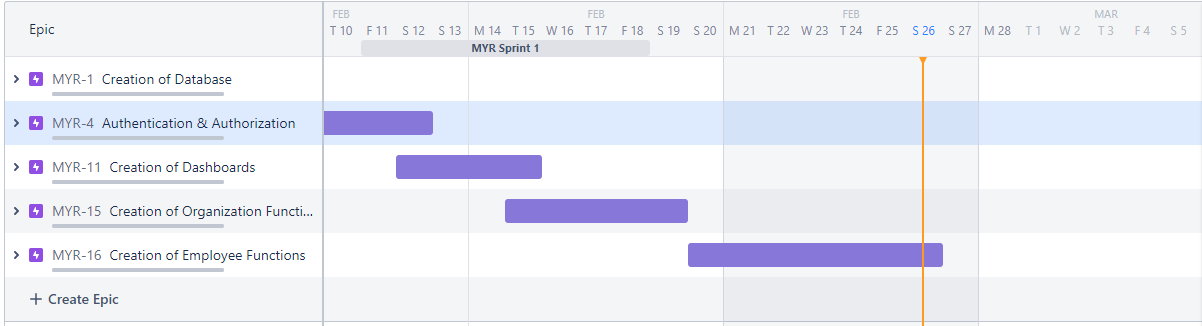 Epic
FEB FEB FEB MAR
T 10 F 11 S 12 S 13 M 14 T 15 W 16 T 17 F 18 S 19 S 20 M 21 T 22 W 23 T 24 F 25 S 26 S 27 M 28 T 1 W 2 T 3 F 4 S 5
MYR Sprint 1
MYR-1 Creation of Database
MYR-4 Authentication & Authorization
MYR-11 Creation of Dashboards
MYR-15 Creation of Organization Functi...
MYR-16 Creation of Employee Functions
+ Create Epic